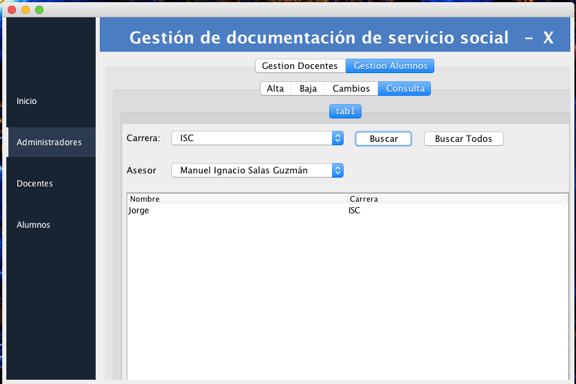 Gestión de documentación de servicio social - X
Gestion Docentes Gestion Alumnos
Alta Baja Cambios Consulta
tab1
Inicio
Administradores
Docentes
Alumnos
Carrera: ISC Buscar Buscar Todos
Asesor Manuel Ignacio Salas Guzmán
Nombre Carrera
Jorge ISC